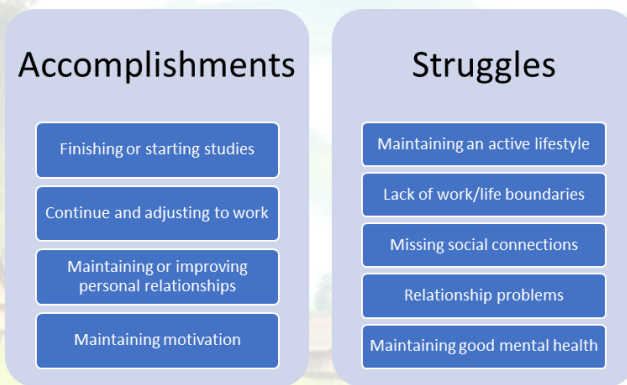 Accomplishments
Finishing or starting studies
Continue and adjusting to work
Maintaining or improving
personal relationships
Maintaining motivation
Struggles
Maintaining an active lifestyle
Lack of work/life boundaries
Missing social connections
Relationship problems
Maintaining good mental health